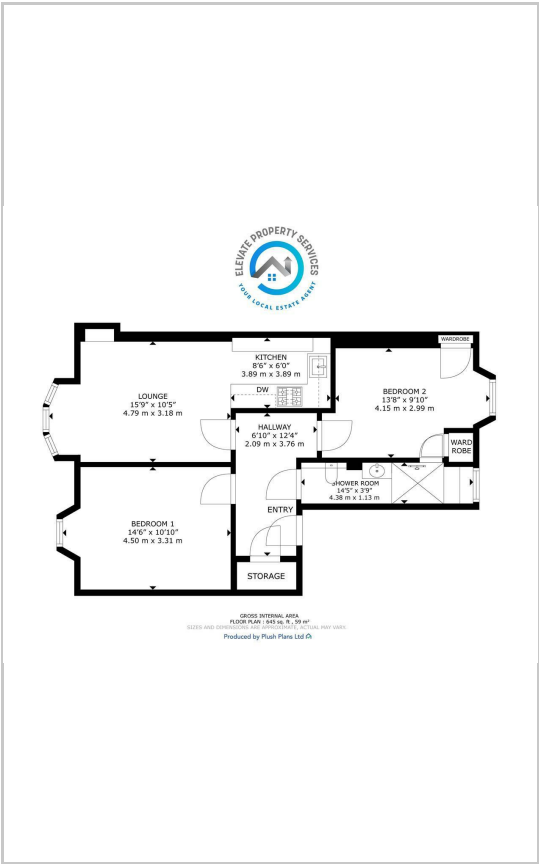 ELEVATE PROPERTY SERVICES
YOUR LOCAL ESTATE AGENT
WARDROBE
KITCHEN
8'6" x 6'0"
3.89 m x 3.89 m
DW
LOUNGE
15'9" x 10'5"
4.79 m x 3.18 m
BEDROOM 2
13'8" x 9'10"
4.15 m x 2.99 m
HALLWAY
6'10" x 12'4"
2.09 m x 3.76 m
WARD
ROBE
SHOWER ROOM
14'5" x 3'9"
4.38 m x 1.13 m
ENTRY
BEDROOM 1
14'6" x 10'10"
4.50 m x 3.31 m
STORAGE
GROSS INTERNAL AREA
FLOOR PLAN : 645 sq. ft , 59 m²
SIZES AND DIMENSIONS ARE APPROXIMATE, ACTUAL MAY VARY.
Produced by Plush Plans Ltd